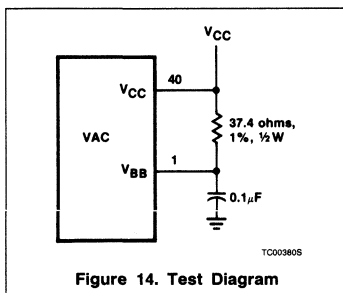 VCC
VCC 40
37.4 ohms,
1%, ½W
VAC
VBB 1
0.1µF
TC00380S
Figure 14. Test Diagram